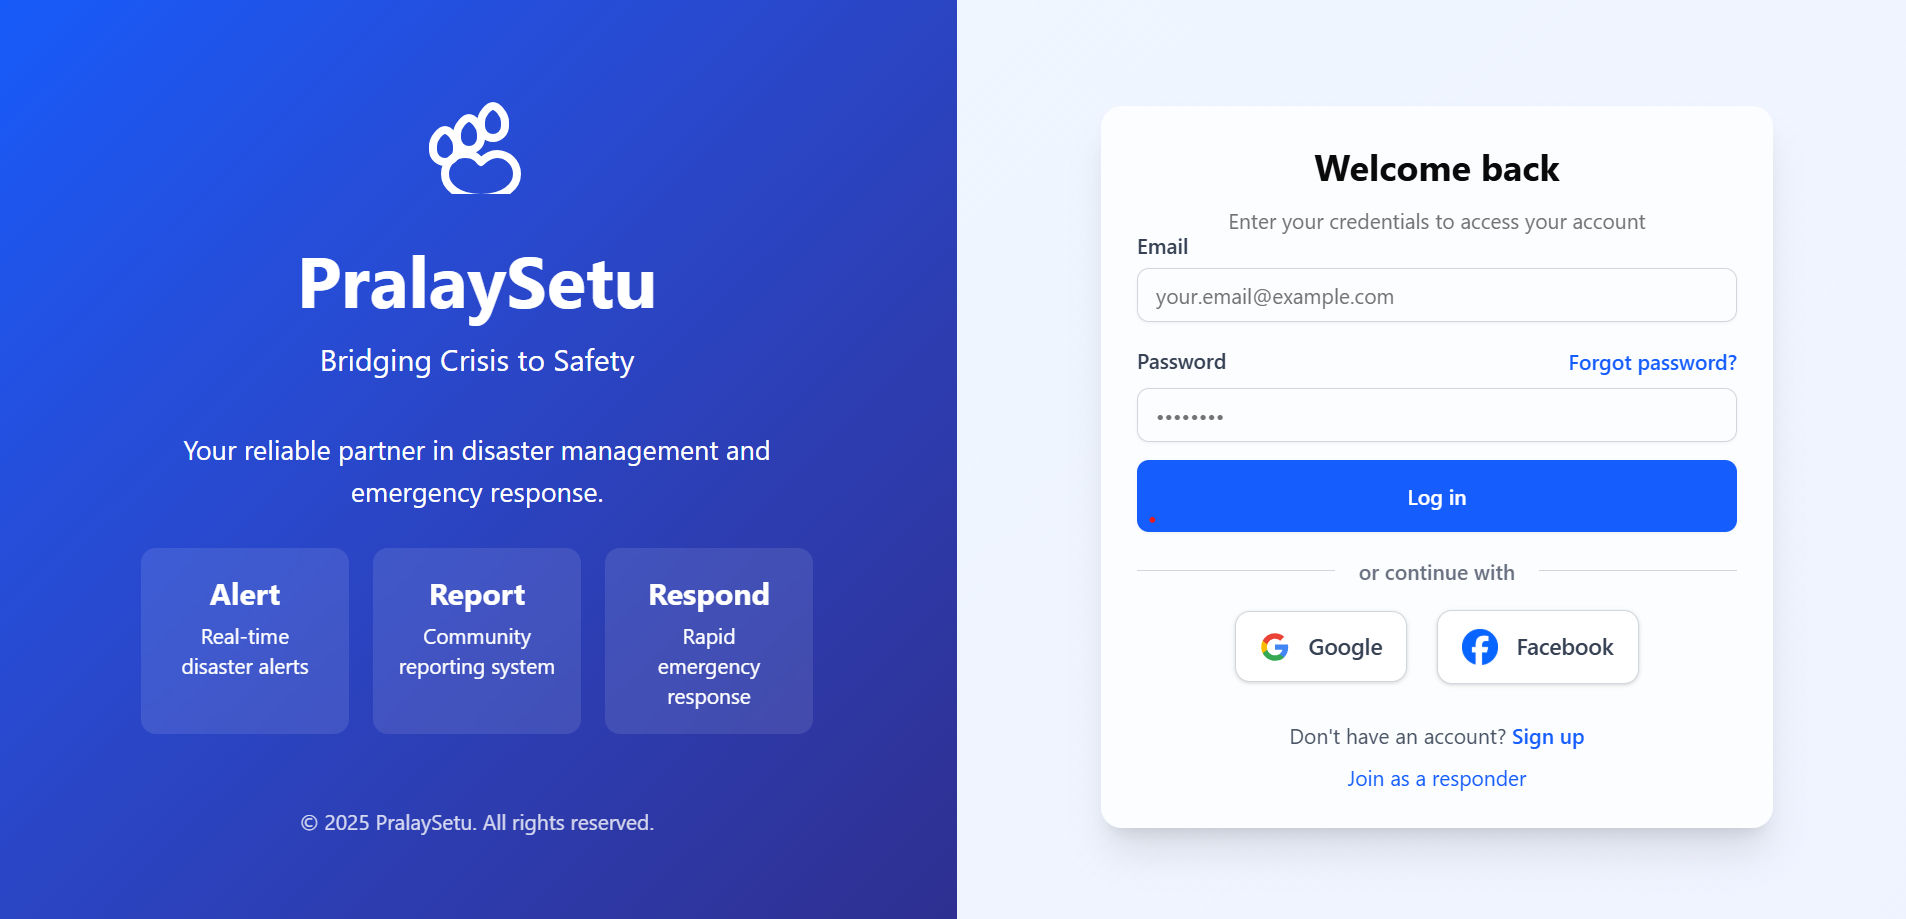 PralaySetu
Bridging Crisis to Safety
Your reliable partner in disaster management and
emergency response.
Alert
Real-time
disaster alerts
Report
Community
reporting system
Respond
Rapid
emergency
response
© 2025 PralaySetu. All rights reserved.
Welcome back
Enter your credentials to access your account
Email
your.email@example.com
Password
Forgot password?
••••••••
Log in
or continue with
Google
Facebook
Don't have an account? Sign up
Join as a responder